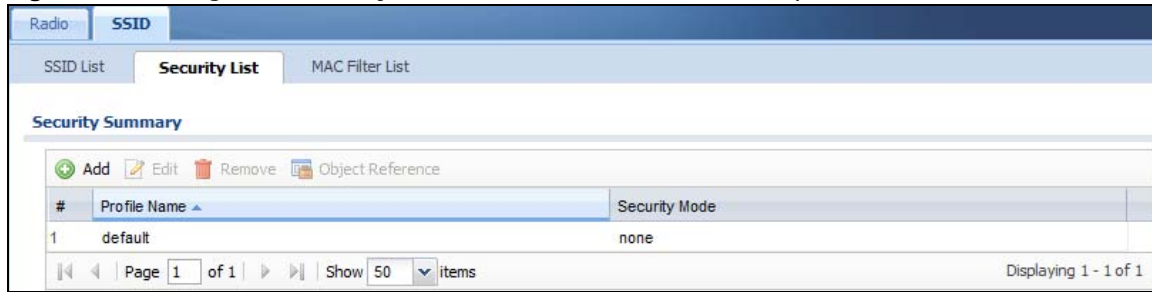 Radio SSID
SSID List Security List MAC Filter List
Security Summary
Add Edit Remove Object Reference
# Profile Name Security Mode
1 default none
Page 1 of 1 Show 50 items Displaying 1 - 1 of 1